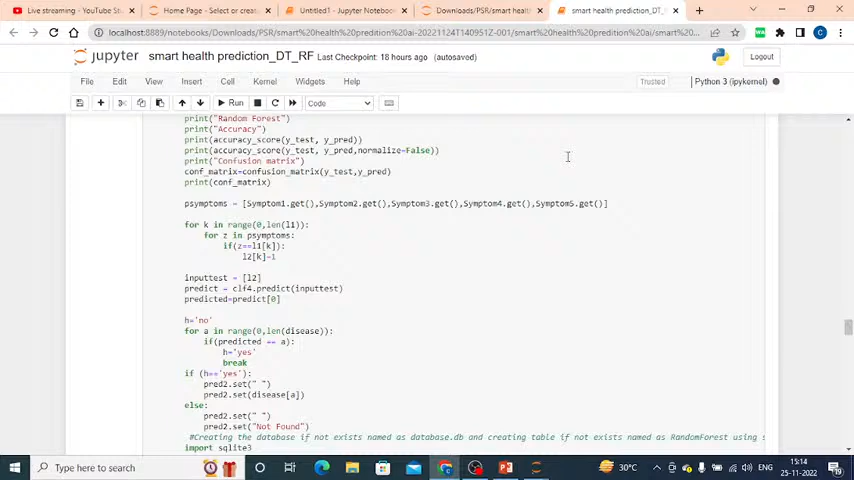 Live streaming - YouTube Stu
Home Page - Select or create
Untitled1 - Jupyter Notebook
Downloads/PSR/smart healt
smart health prediction_DT_R
localhost:8889/notebooks/Downloads/PSR/smart%20health%20predition%20ai-20221124T140951Z-001/smart%20health%20predition%20ai/smart%...
jupyter smart health prediction_DT_RF Last Checkpoint: 18 hours ago (autosaved)
Logout
File Edit View Insert Cell Kernel Widgets Help
Trusted
Python 3 (ipykernel)
Run
Code
print("Random Forest")
print("Accuracy")
print(accuracy_score(y_test, y_pred))
print(accuracy_score(y_test, y_pred,normalize=False))
print("Confusion matrix")
conf_matrix=confusion_matrix(y_test,y_pred)
print(conf_matrix)
psymptoms = [Symptom1.get(),Symptom2.get(),Symptom3.get(),Symptom4.get(),Symptom5.get()]
for k in range(0,len(l1)):
for z in psymptoms:
if(z==l1[k]):
l2[k]=1
inputtest = [l2]
predict = clf4.predict(inputtest)
predicted=predict[0]
h='no'
for a in range(0,len(disease)):
if(predicted == a):
h='yes'
break
if (h=='yes'):
pred2.set(" ")
pred2.set(disease[a])
else:
pred2.set(" ")
pred2.set("Not Found")
#Creating the database if not exists named as database.db and creating table if not exists named as RandomForest using s
import sqlite3
Type here to search
30°C
ENG
15:14
25-11-2022
19